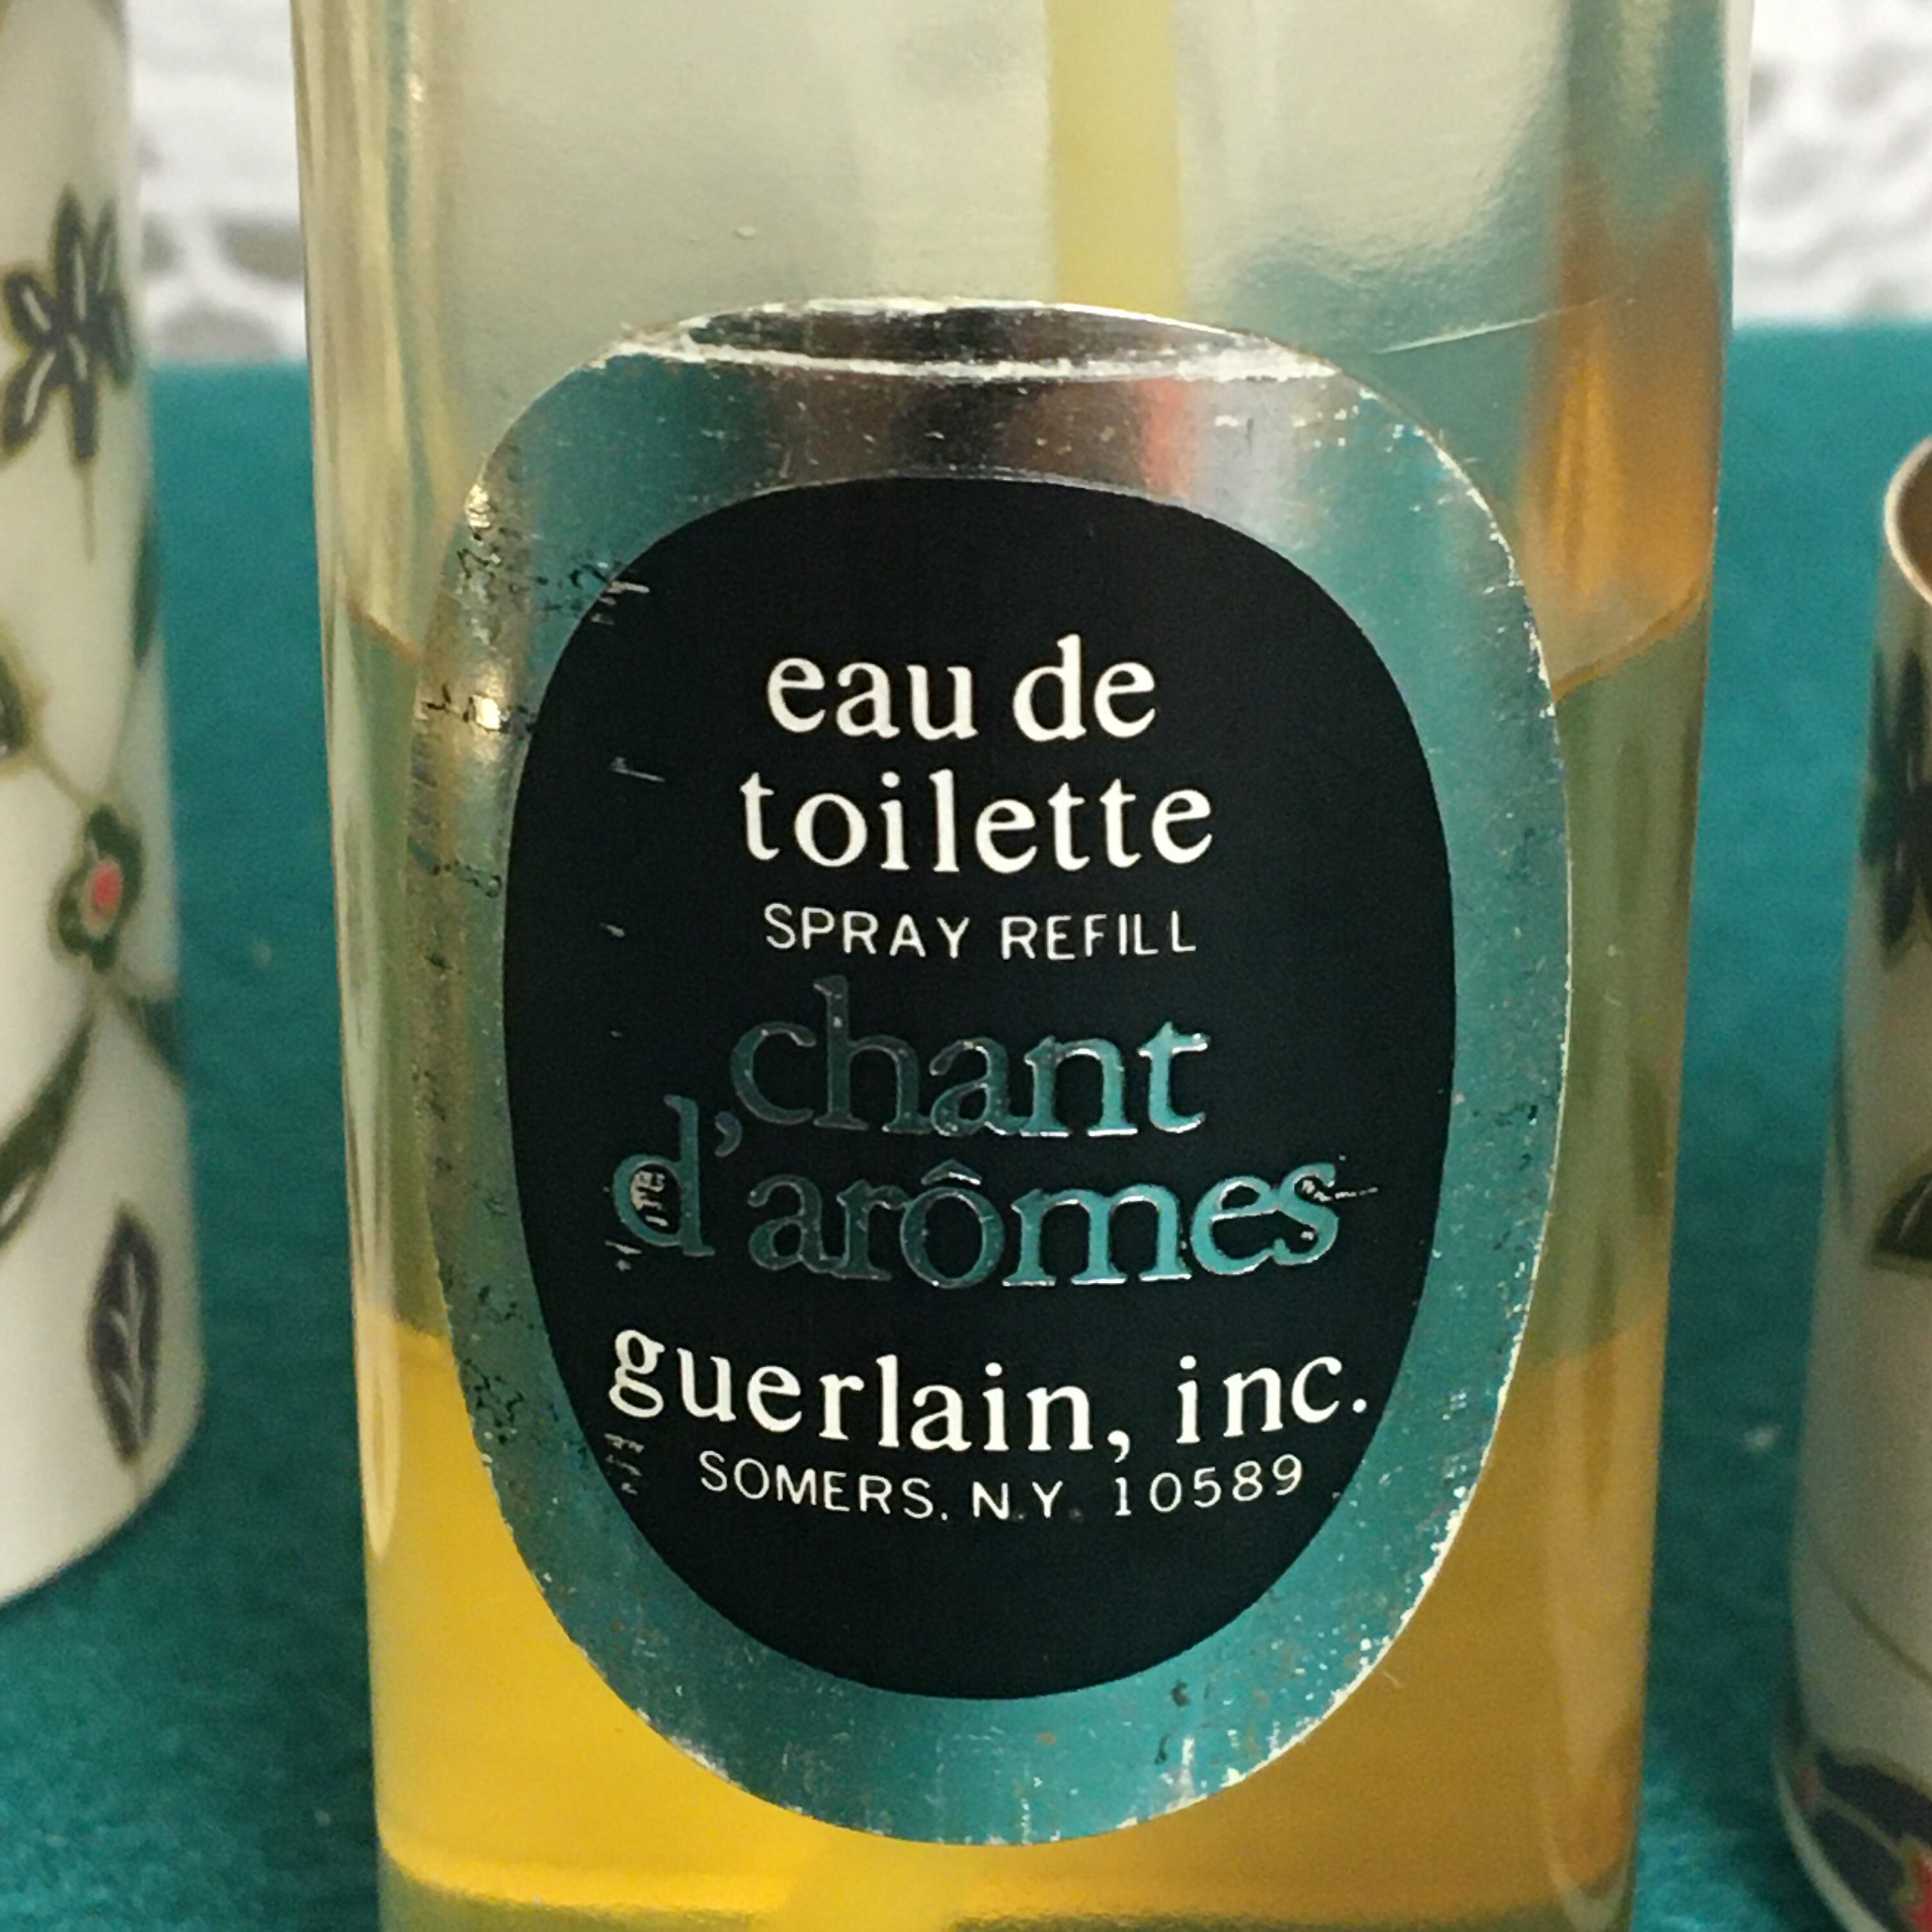 eau de
toilette
SPRAY REFILL
chant
d'arômes
guerlain, inc.
SOMERS, N.Y. 10589